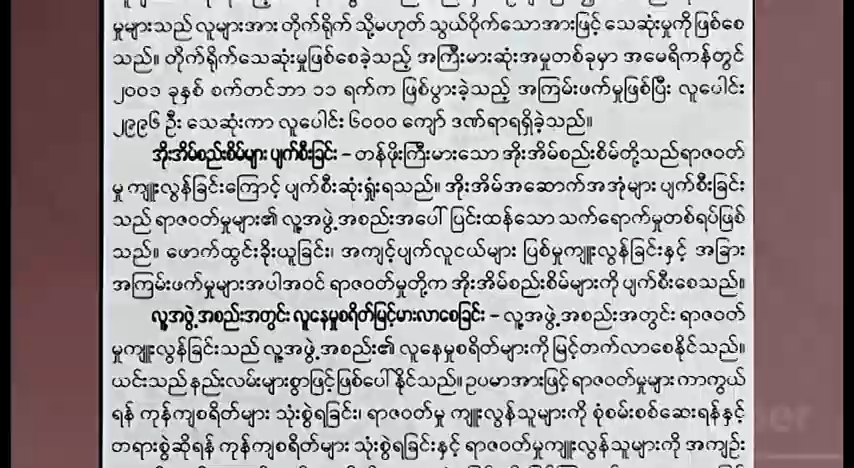 မှုများသည် လူများအား တိုက်ရိုက် သို့မဟုတ် သွယ်ဝိုက်သောအားဖြင့် သေဆုံးမှုကို ဖြစ်စေ
သည်။ တိုက်ရိုက်သေဆုံးမှုဖြစ်စေခဲ့သည့် အကြီးမားဆုံးအမှုတစ်ခုမှာ အမေရိကန်တွင်
၂၀၀၁ ခုနှစ် စက်တင်ဘာ ၁၁ ရက်က ဖြစ်ပွားခဲ့သည့် အကြမ်းဖက်မှုဖြစ်ပြီး လူပေါင်း
၂၉၉၆ ဦး သေဆုံးကာ လူပေါင်း ၆၀၀၀ ကျော် ဒဏ်ရာရရှိခဲ့သည်။
အိုးအိမ်စည်းစိမ်များ ပျက်စီးခြင်း – တန်ဖိုးကြီးမားသော အိုးအိမ်စည်းစိမ်တို့သည်ရာဇဝတ်
မှု ကျူးလွန်ခြင်းကြောင့် ပျက်စီးဆုံးရှုံးရသည်။ အိုးအိမ်အဆောက်အအုံများ ပျက်စီးခြင်း
သည် ရာဇဝတ်မှုများ၏ လူ့အဖွဲ့အစည်းအပေါ် ပြင်းထန်သော သက်ရောက်မှုတစ်ရပ်ဖြစ်
သည်။ ဖောက်ထွင်းခိုးယူခြင်း၊ အကျင့်ပျက်လူငယ်များ ပြစ်မှုကျူးလွန်ခြင်းနှင့် အခြား
အကြမ်းဖက်မှုများအပါအဝင် ရာဇဝတ်မှုတို့က အိုးအိမ်စည်းစိမ်များကို ပျက်စီးစေသည်။
လူ့အဖွဲ့အစည်းအတွင်း လူနေမှုစရိတ်မြင့်မားလာစေခြင်း – လူ့အဖွဲ့အစည်းအတွင်း ရာဇဝတ်
မှုကျူးလွန်ခြင်းသည် လူ့အဖွဲ့အစည်း၏ လူနေမှုစရိတ်များကို မြင့်တက်လာစေနိုင်သည်။
ယင်းသည် နည်းလမ်းများစွာဖြင့်ဖြစ်ပေါ်နိုင်သည်။ ဥပမာအားဖြင့် ရာဇဝတ်မှုများ ကာကွယ်
ရန် ကုန်ကျစရိတ်များ သုံးစွဲရခြင်း၊ ရာဇဝတ်မှု ကျူးလွန်သူများကို စုံစမ်းစစ်ဆေးရန်နှင့်
တရားစွဲဆိုရန် ကုန်ကျစရိတ်များ သုံးစွဲရခြင်းနှင့် ရာဇဝတ်မှုကျူးလွန်သူများကို အကျဉ်း